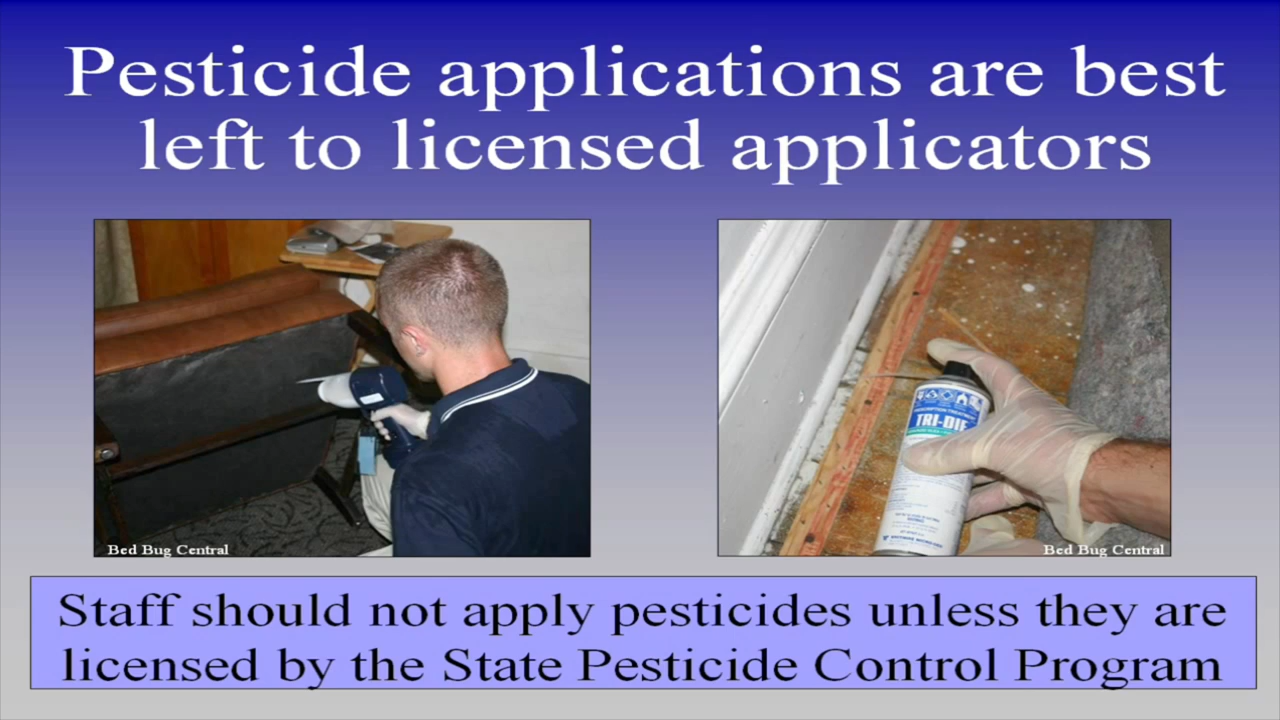 Pesticide applications are best
left to licensed applicators
TRI-DIE
Bed Bug Central
Bed Bug Central
Staff should not apply pesticides unless they are
licensed by the State Pesticide Control Program